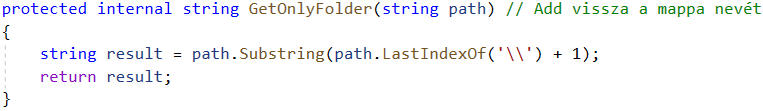 protected internal string GetOnlyFolder(string path) // Add vissza a mappa nevét
{
    string result = path.Substring(path.LastIndexOf('\\') + 1);
    return result;
}